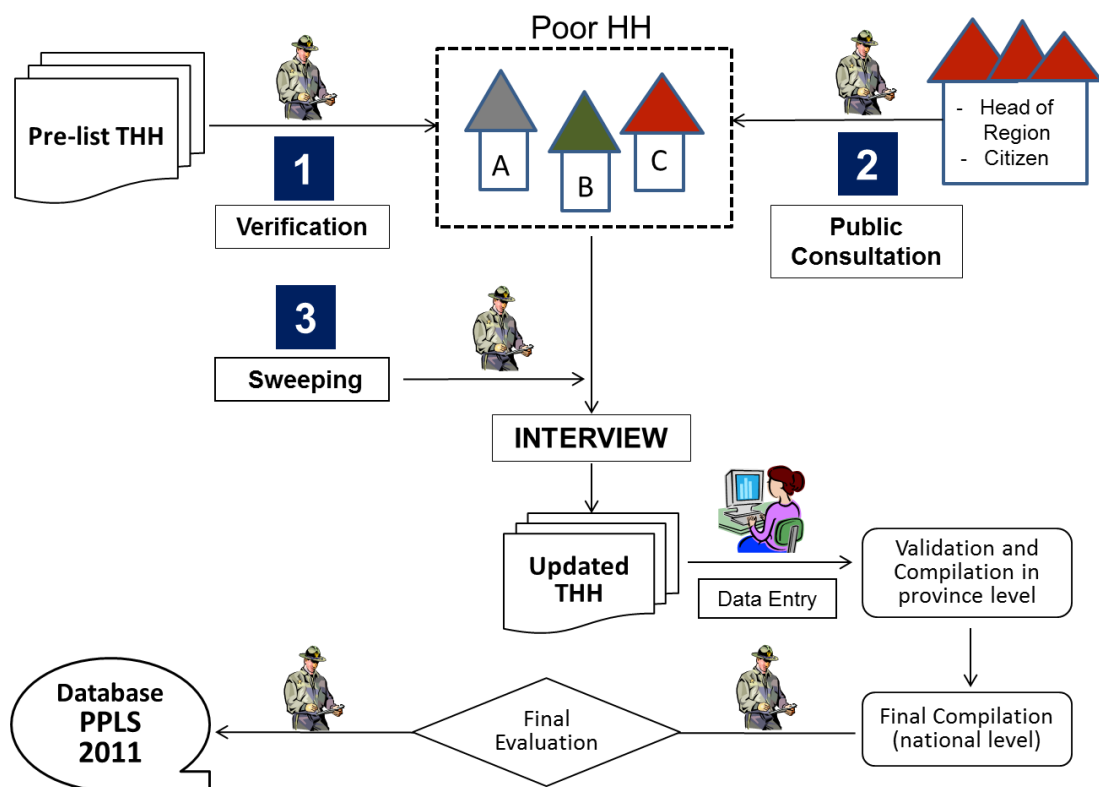 Poor HH
Pre-list THH
1
Verification
A
B
C
2
Public
Consultation
- Head of
Region
- Citizen
3
Sweeping
INTERVIEW
Updated
THH
Data Entry
Validation and
Compilation in
province level
Final Compilation
(national level)
Final
Evaluation
Database
PPLS
2011